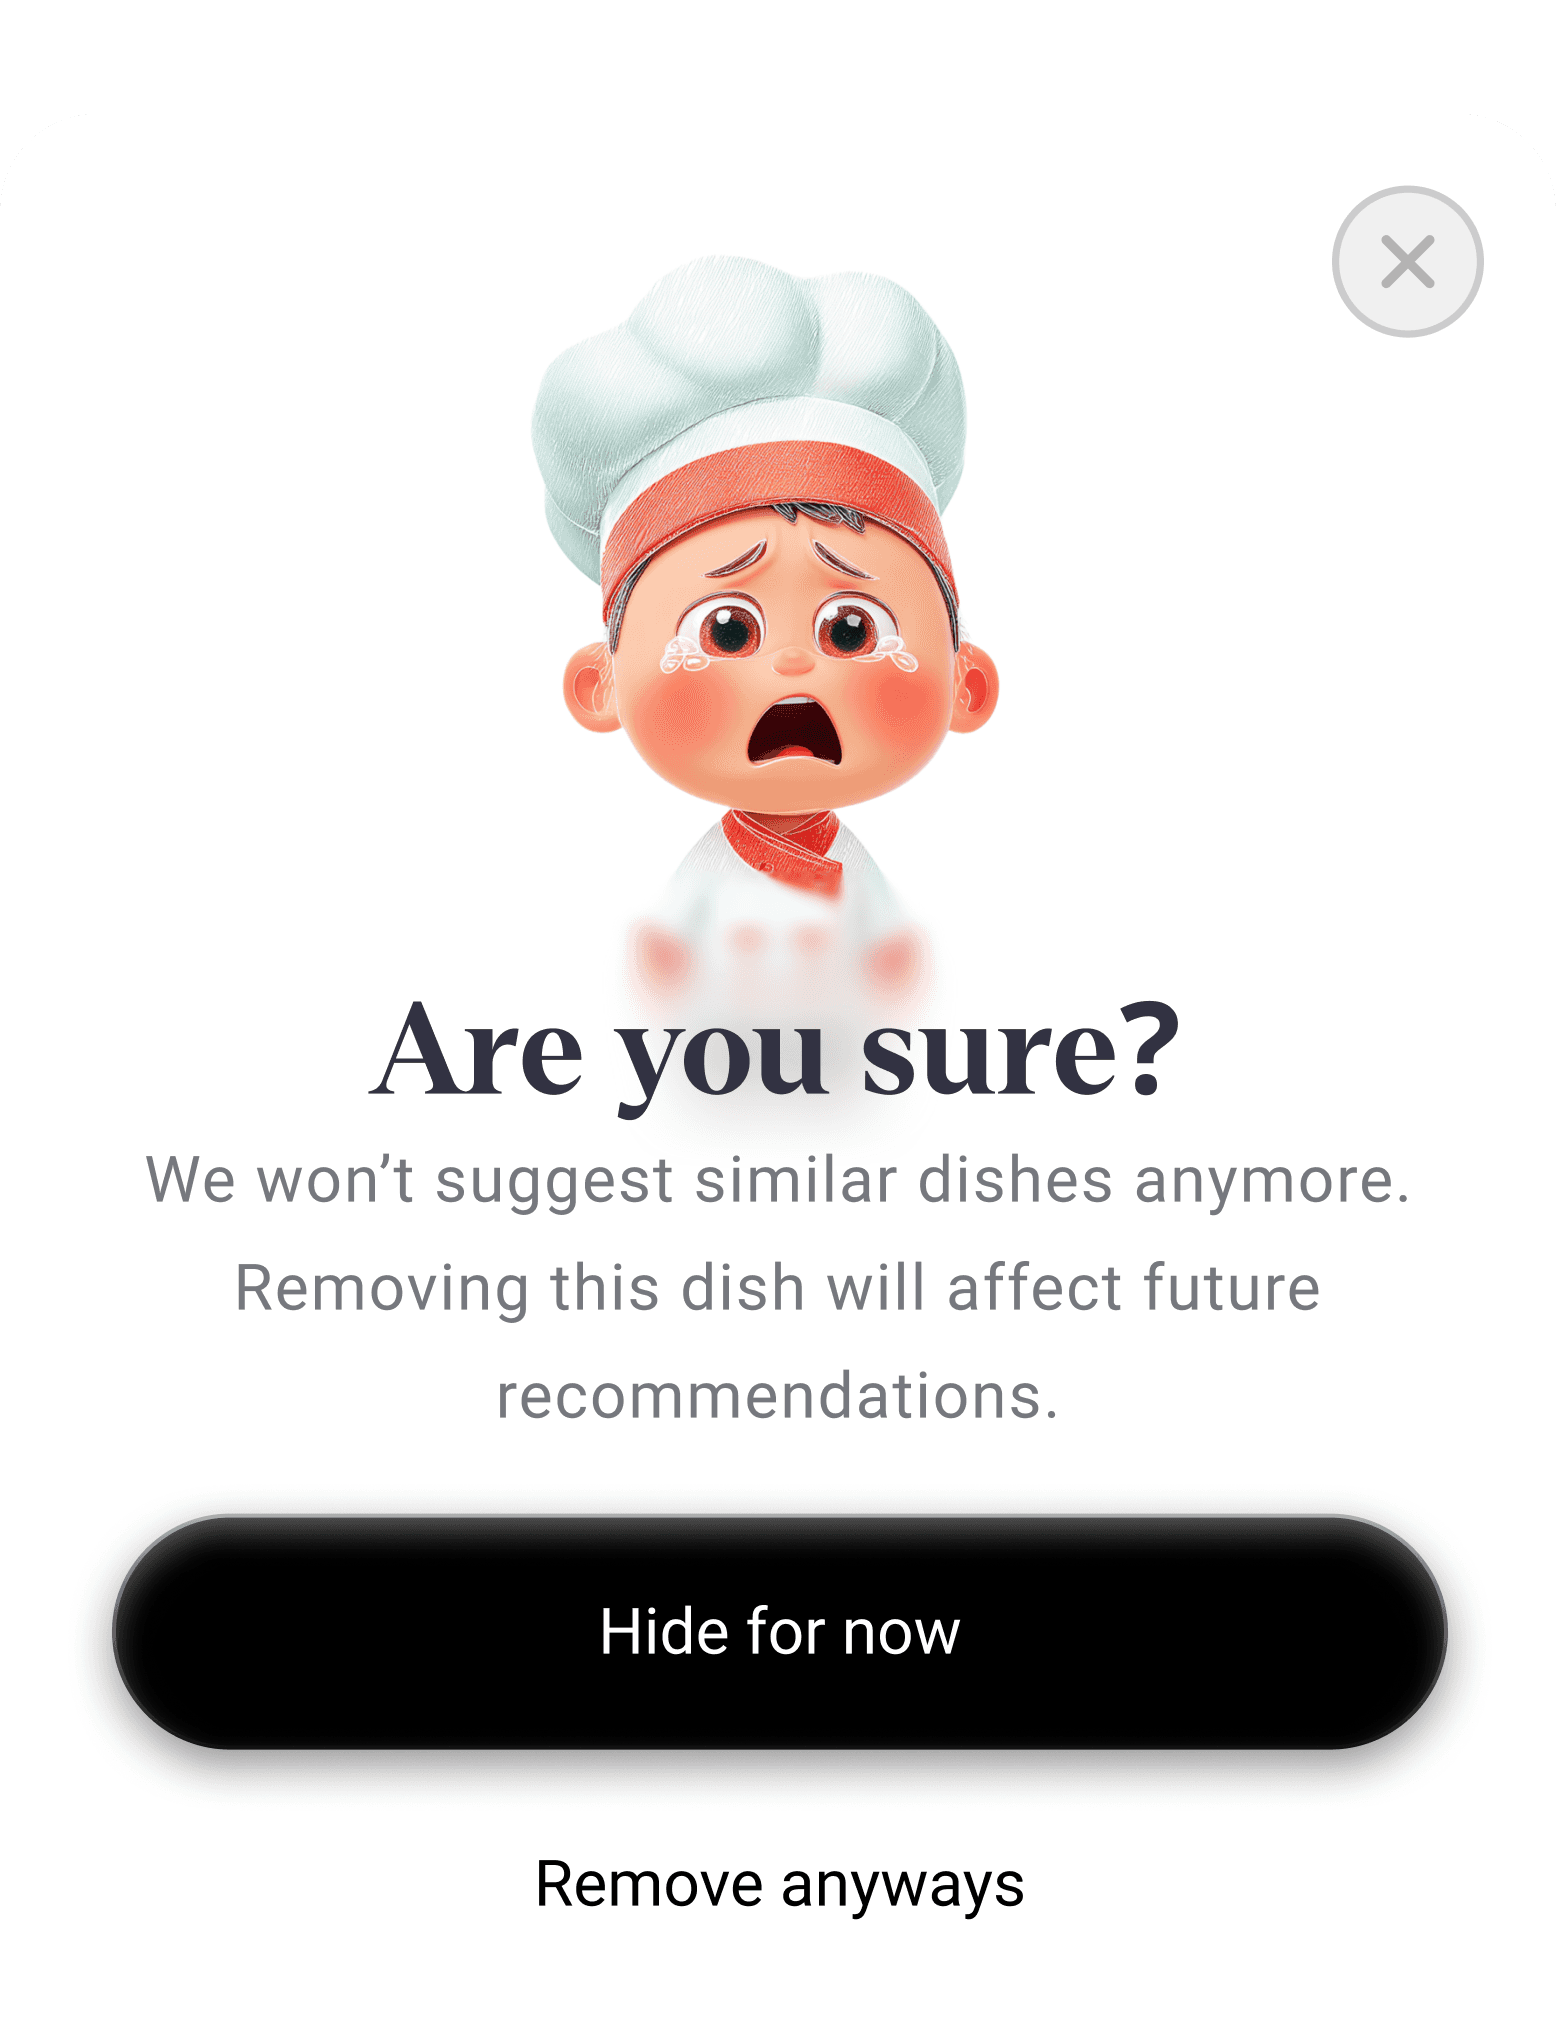 Are you sure?
We won’t suggest similar dishes anymore.
Removing this dish will affect future
recommendations.
Hide for now
Remove anyways